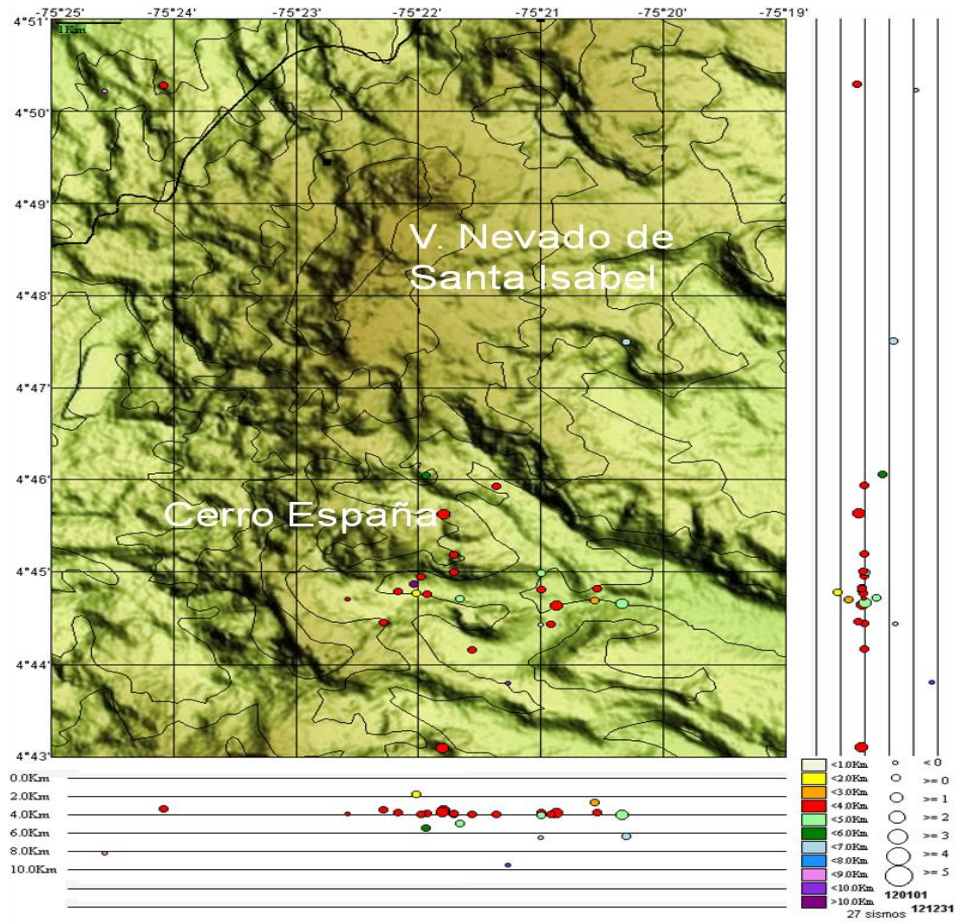 -75°25' -75°24' -75°23' -75°22' -75°21' -75°20' -75°19'
4°51'
1Km
4°50'
4°49'
V. Nevado de
Santa Isabel
4°48'
4°47'
4°46'
Cerro España
4°45'
4°44'
4°43'
0.0Km
2.0Km
4.0Km
6.0Km
8.0Km
10.0Km
<1.0Km
<2.0Km
<3.0Km
<4.0Km
<5.0Km
<6.0Km
<7.0Km
<8.0Km
<9.0Km
<10.0Km
>10.0Km
< 0
>= 0
>= 1
>= 2
>= 3
>= 4
>= 5
120101
121231
27 sismos